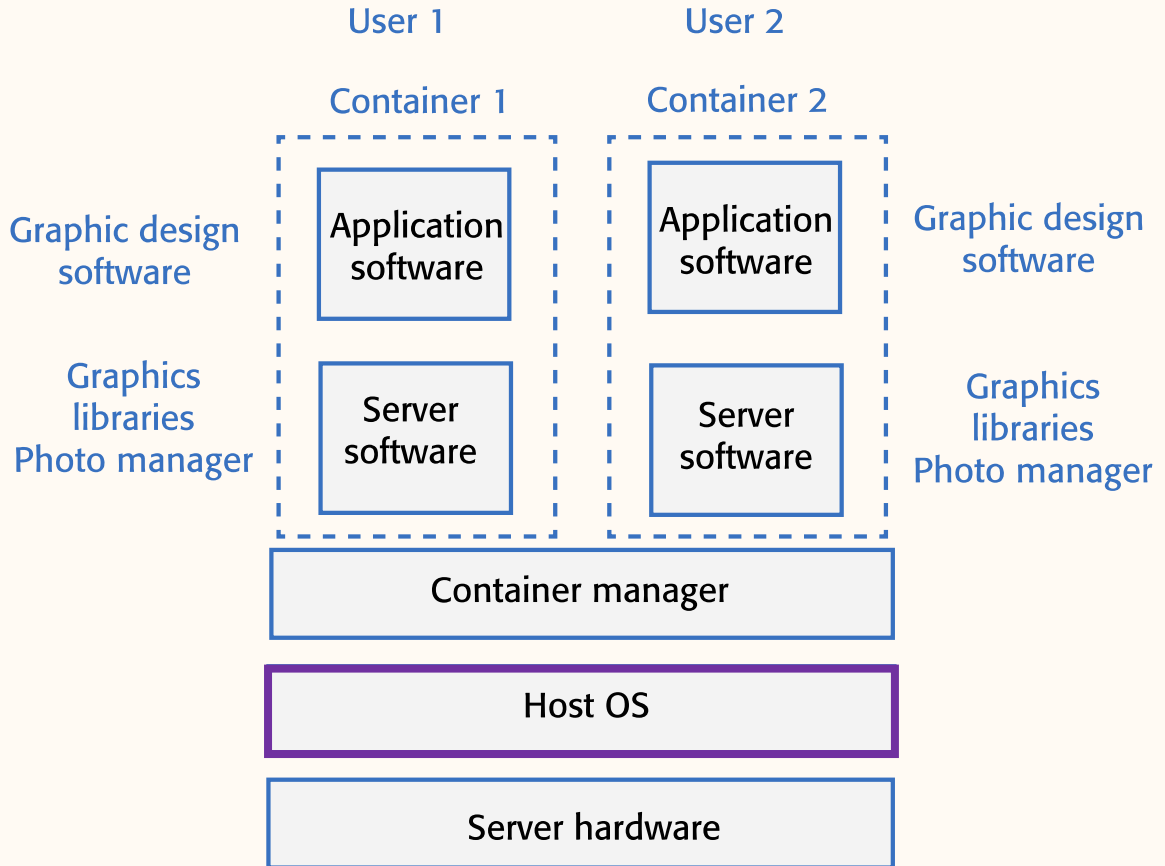 User 1
User 2
Container 1
Container 2
Graphic design
software
Application
software
Application
software
Graphic design
software
Graphics
libraries
Photo manager
Server
software
Server
software
Graphics
libraries
Photo manager
Container manager
Host OS
Server hardware